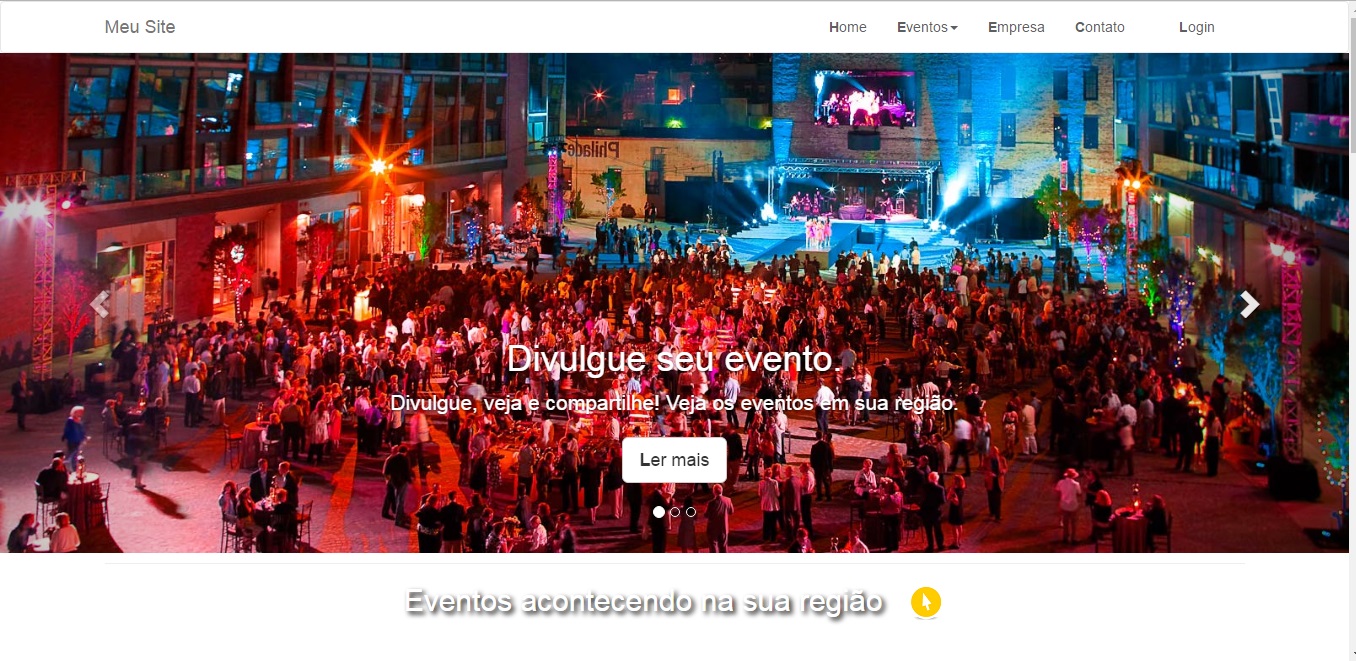 Meu Site
Home Eventos Empresa Contato Login
Philade
Divulgue seu evento.
Divulgue, veja e compartilhe! Veja os eventos em sua região.
Ler mais
Eventos acontecendo na sua região